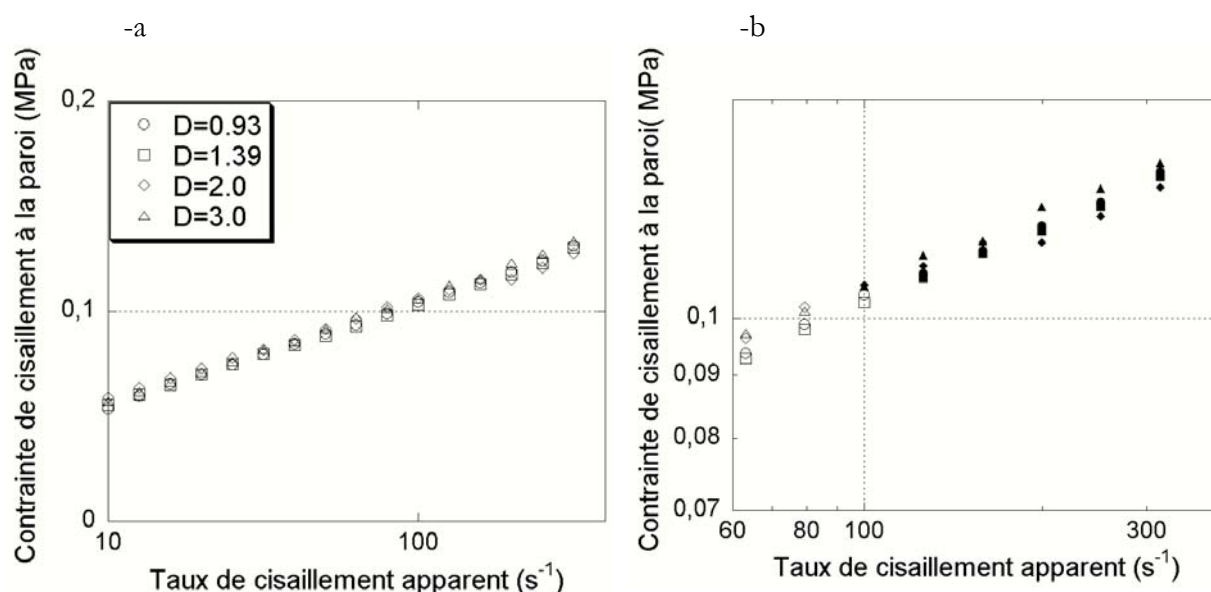 -a
-b
Contrainte de cisaillement à la paroi (MPa)
0,2
0,1
0
D=0.93
D=1.39
D=2.0
D=3.0
10
100
Taux de cisaillement apparent (s⁻¹)
Contrainte de cisaillement à la paroi( MPa)
0,1
0,09
0,08
0,07
60
80
100
300
Taux de cisaillement apparent (s⁻¹)